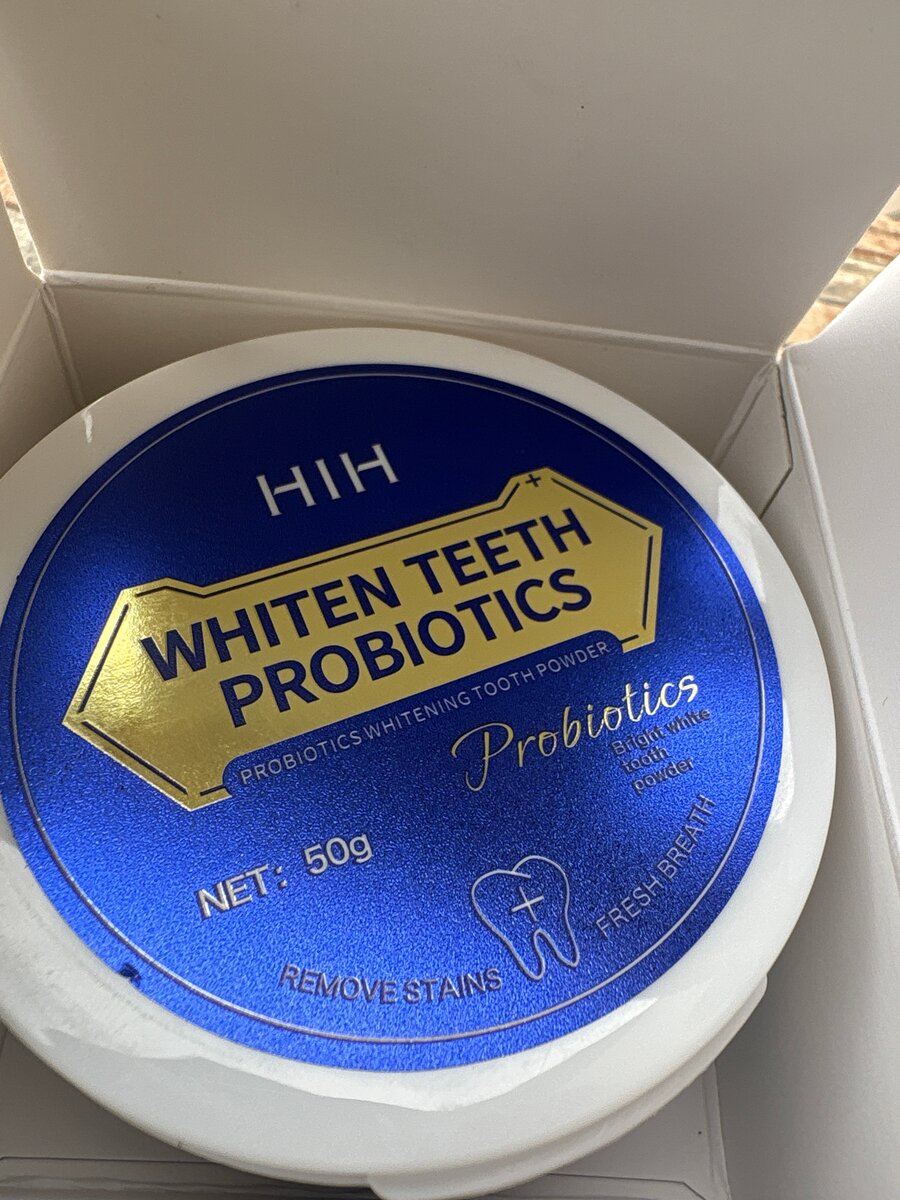 HIH
WHITEN TEETH
PROBIOTICS
PROBIOTICS WHITENING TOOTH POWDER
Probiotics
Bright white
tooth
powder
NET: 50g
REMOVE STAINS
FRESH BREATH